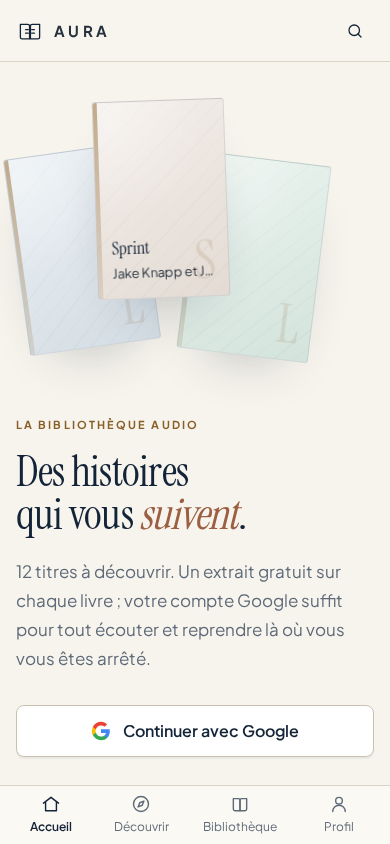 AURA
Sprint
Jake Knapp et J...
S
L
L
LA BIBLIOTHÈQUE AUDIO
Des histoires
qui vous suivent.
12 titres à découvrir. Un extrait gratuit sur
chaque livre ; votre compte Google suffit
pour tout écouter et reprendre là où vous
vous êtes arrêté.
Continuer avec Google
Accueil
Découvrir
Bibliothèque
Profil